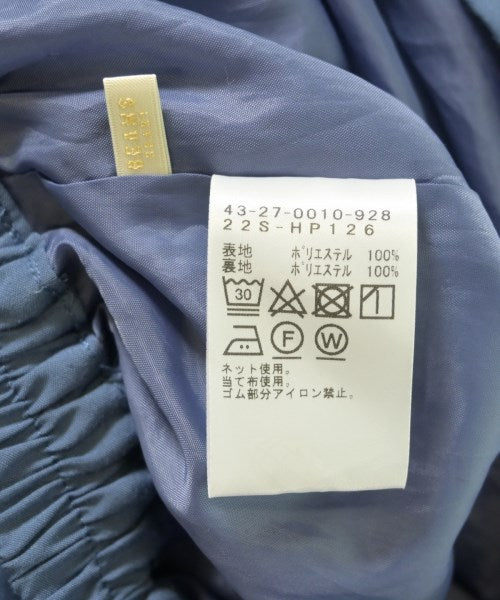 43-27-0010-928
22S-HP126
表地 ポリエステル 100%
裏地 ポリエステル 100%
30
F W
ネット使用。
当て布使用。
ゴム部分アイロン禁止。